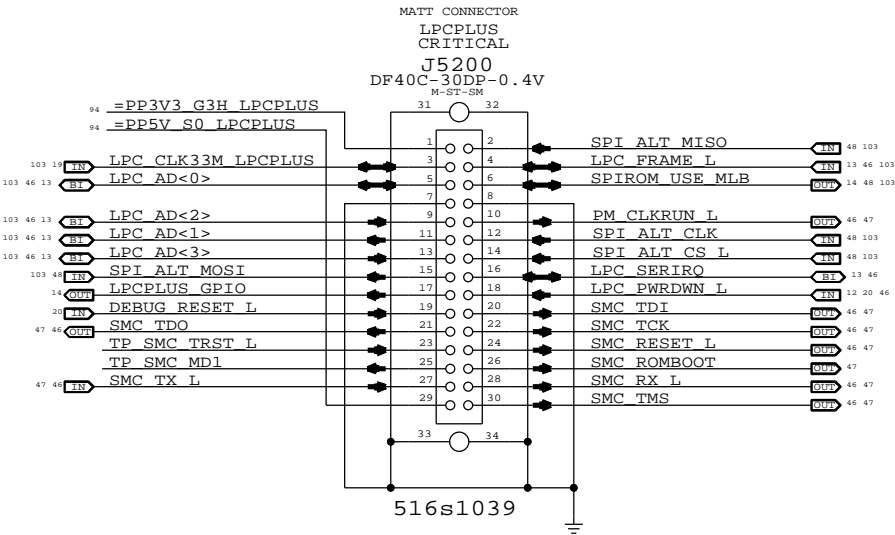 MATT CONNECTOR
LPCPLUS
CRITICAL
J5200
DF40C-30DP-0.4V
M-ST-SM
31 32
94 =PP3V3_G3H_LPCPLUS
94 =PP5V_S0_LPCPLUS
1 2 SPI_ALT_MISO IN 48 103
103 19 IN LPC_CLK33M_LPCPLUS 3 4 LPC_FRAME_L IN 13 46 103
103 46 13 BI LPC_AD<0> 5 6 SPIROM_USE_MLB OUT 14 48 103
7 8
103 46 13 BI LPC_AD<2> 9 10 PM_CLKRUN_L OUT 46 47
103 46 13 BI LPC_AD<1> 11 12 SPI_ALT_CLK IN 48 103
103 46 13 BI LPC_AD<3> 13 14 SPI_ALT_CS_L IN 48 103
103 48 IN SPI_ALT_MOSI 15 16 LPC_SERIRQ BI 13 46
14 OUT LPCPLUS_GPIO 17 18 LPC_PWRDWN_L IN 12 20 46
20 IN DEBUG_RESET_L 19 20 SMC_TDI OUT 46 47
47 46 OUT SMC_TDO 21 22 SMC_TCK OUT 46 47
TP_SMC_TRST_L 23 24 SMC_RESET_L OUT 46 47
TP_SMC_MD1 25 26 SMC_ROMBOOT OUT 47
47 46 IN SMC_TX_L 27 28 SMC_RX_L OUT 46 47
29 30 SMC_TMS OUT 46 47
33 34
516s1039